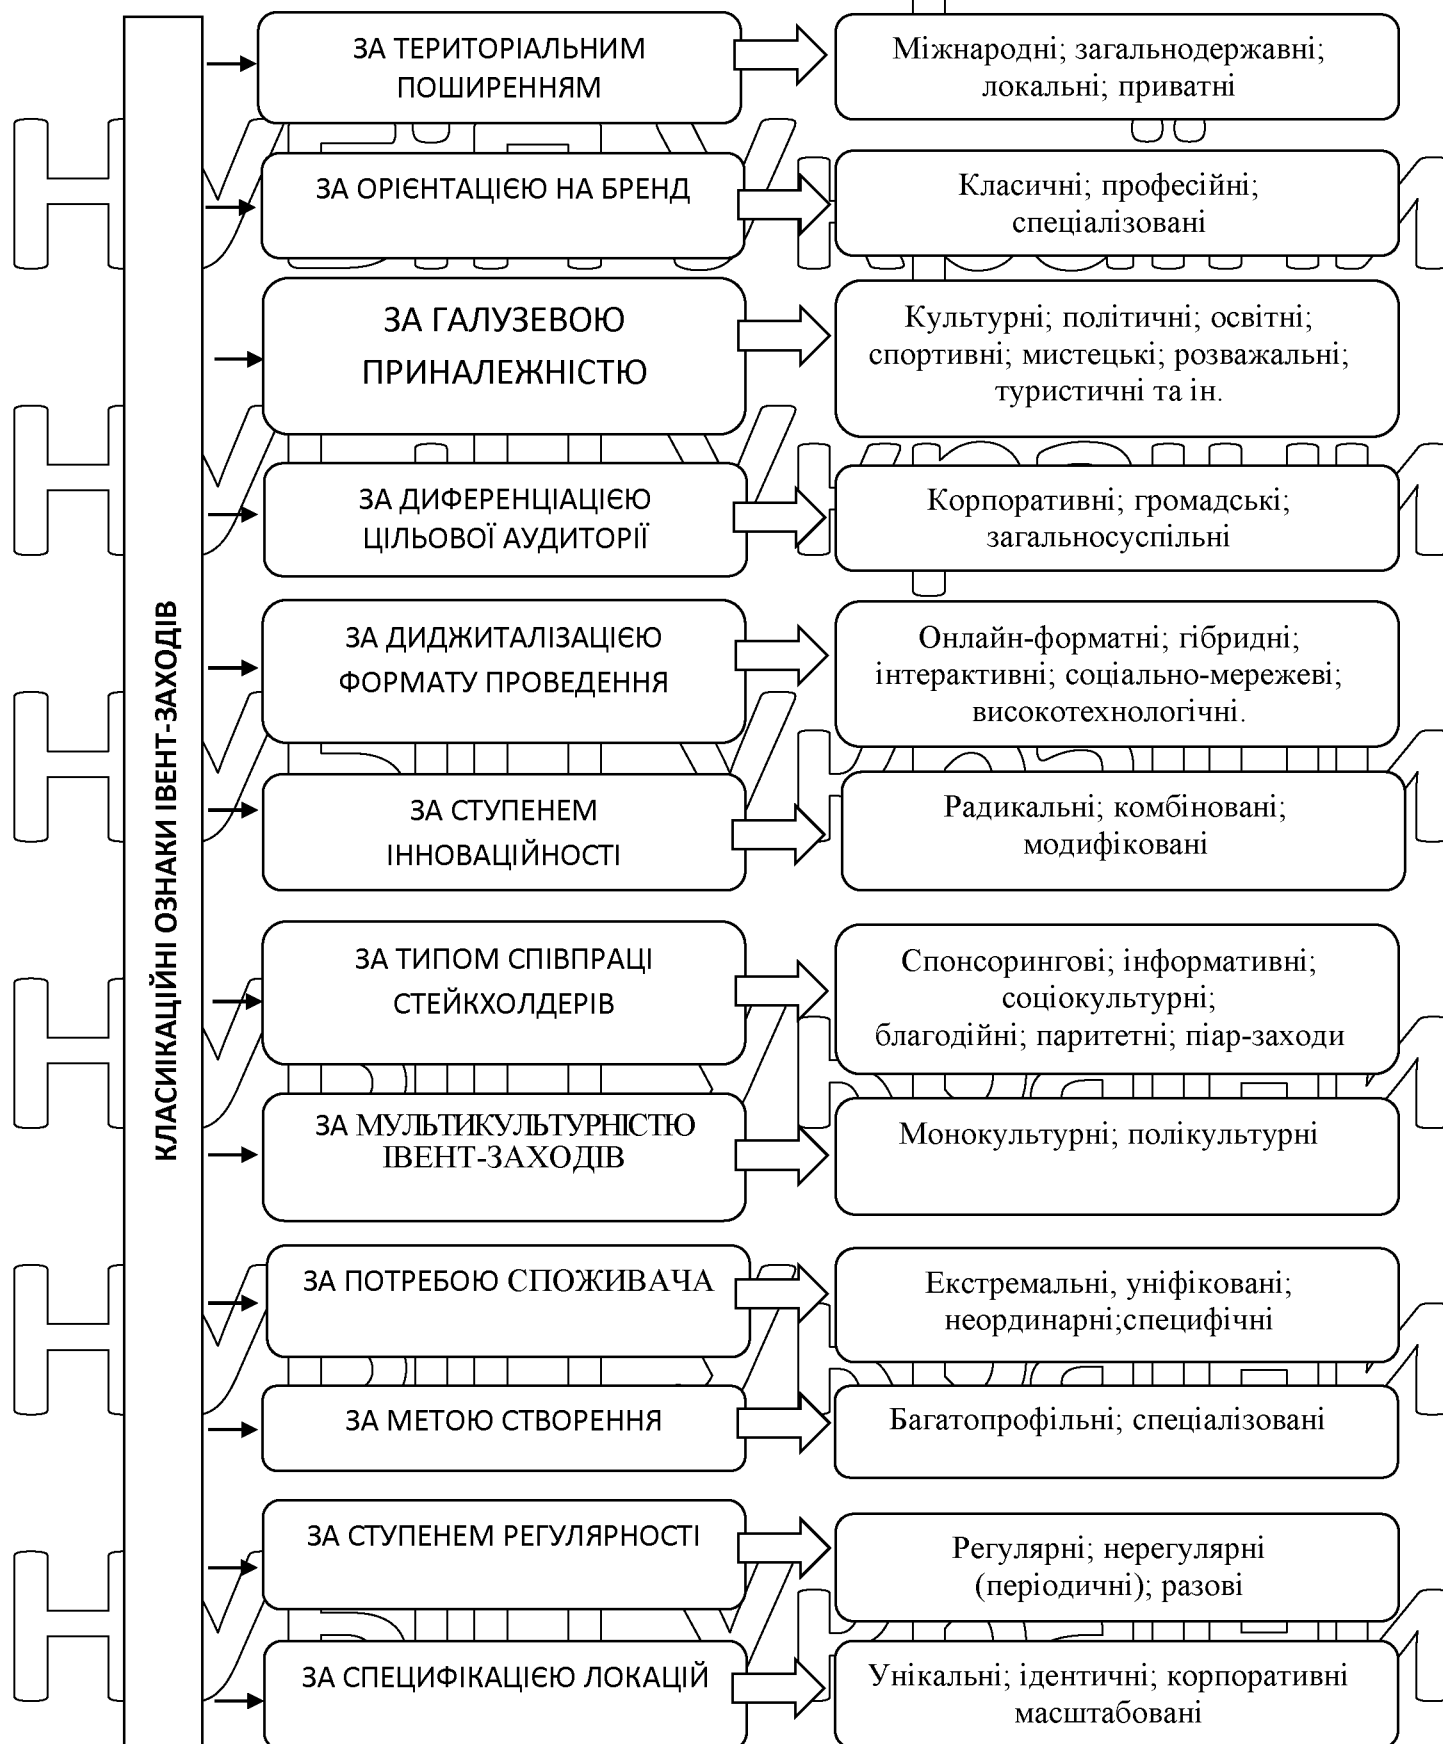 КЛАСИІКАЦІЙНІ ОЗНАКИ ІВЕНТ-ЗАХОДІВ
ЗА ТЕРИТОРІАЛЬНИМ
ПОШИРЕННЯМ
Міжнародні; загальнодержавні;
локальні; приватні
ЗА ОРІЄНТАЦІЄЮ НА БРЕНД
Класичні; професійні;
спеціалізовані
ЗА ГАЛУЗЕВОЮ
ПРИНАЛЕЖНІСТЮ
Культурні; політичні; освітні;
спортивні; мистецькі; розважальні;
туристичні та ін.
ЗА ДИФЕРЕНЦІАЦІЄЮ
ЦІЛЬОВОЇ АУДИТОРІЇ
Корпоративні; громадські;
загальносуспільні
ЗА ДИДЖИТАЛІЗАЦІЄЮ
ФОРМАТУ ПРОВЕДЕННЯ
Онлайн-форматні; гібридні;
інтерактивні; соціально-мережеві;
високотехнологічні.
ЗА СТУПЕНЕМ
ІННОВАЦІЙНОСТІ
Радикальні; комбіновані;
модифіковані
ЗА ТИПОМ СПІВПРАЦІ
СТЕЙКХОЛДЕРІВ
Спонсорингові; інформативні;
соціокультурні;
благодійні; паритетні; піар-заходи
ЗА МУЛЬТИКУЛЬТУРНІСТЮ
ІВЕНТ-ЗАХОДІВ
Монокультурні; полікультурні
ЗА ПОТРЕБОЮ СПОЖИВАЧА
Екстремальні, уніфіковані;
неординарні;специфічні
ЗА МЕТОЮ СТВОРЕННЯ
Багатопрофільні; спеціалізовані
ЗА СТУПЕНЕМ РЕГУЛЯРНОСТІ
Регулярні; нерегулярні
(періодичні); разові
ЗА СПЕЦИФІКАЦІЄЮ ЛОКАЦІЙ
Унікальні; ідентичні; корпоративні
масштабовані